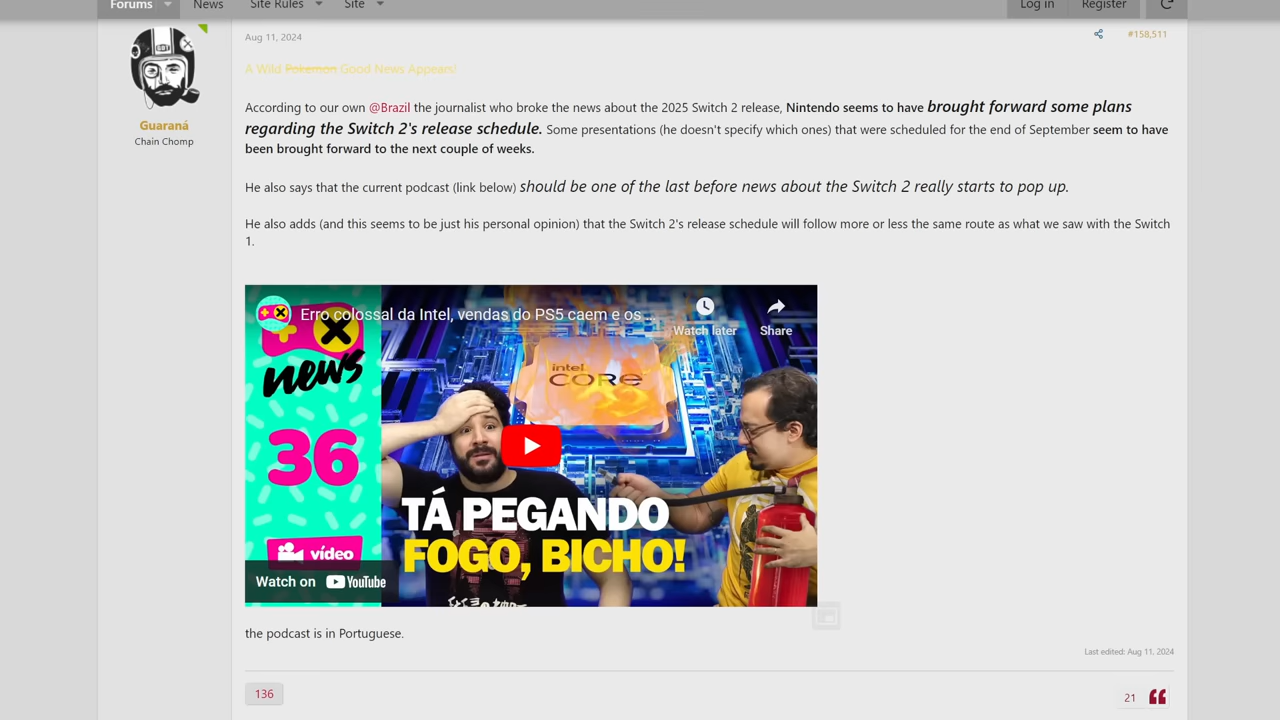 Forums News Site Rules Site Log in Register
Aug 11, 2024 #158,511
A Wild Pokemon Good News Appears!
Guaraná
Chain Chomp
According to our own @Brazil the journalist who broke the news about the 2025 Switch 2 release, Nintendo seems to have brought forward some plans
regarding the Switch 2's release schedule. Some presentations (he doesn't specify which ones) that were scheduled for the end of September seem to have
been brought forward to the next couple of weeks.
He also says that the current podcast (link below) should be one of the last before news about the Switch 2 really starts to pop up.
He also adds (and this seems to be just his personal opinion) that the Switch 2's release schedule will follow more or less the same route as what we saw with the Switch
1.
Erro colossal da Intel, vendas do PS5 caem e os ...
Watch later Share
news
36
vídeo
intel
CORE
TÁ PEGANDO
FOGO, BICHO!
Watch on YouTube
the podcast is in Portuguese.
Last edited: Aug 11, 2024
136
21